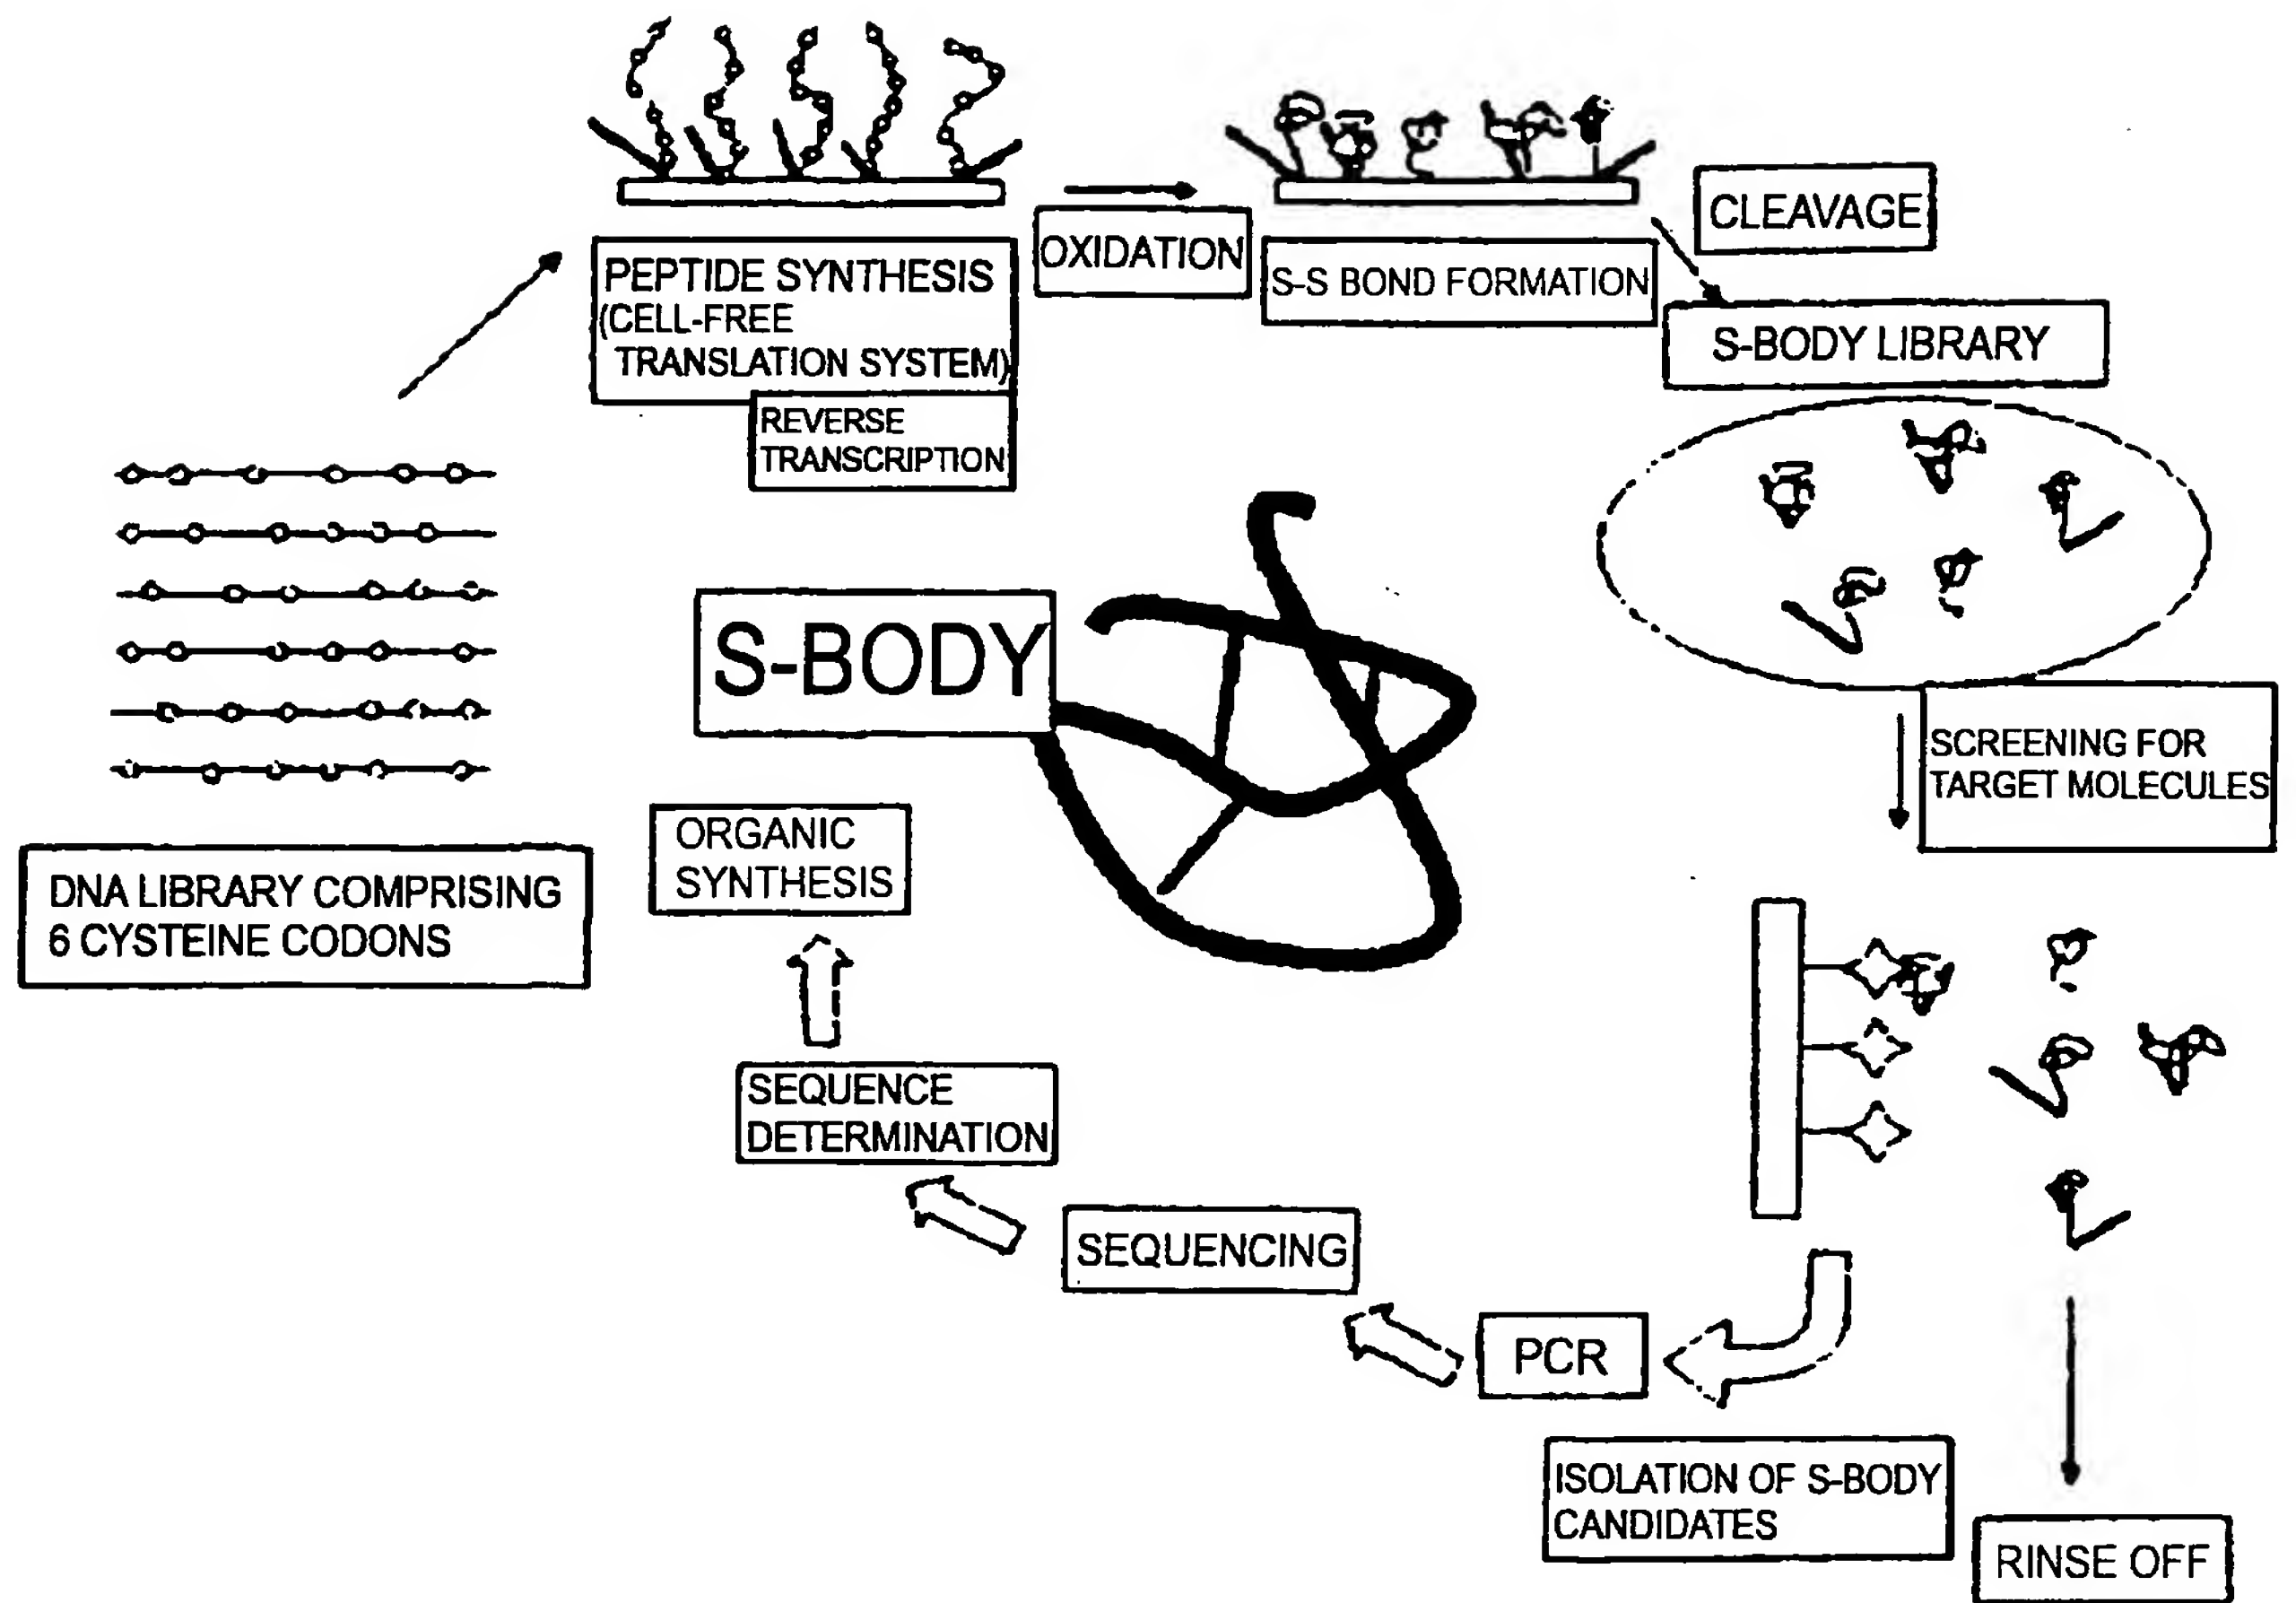 PEPTIDE SYNTHESIS
(CELL-FREE
TRANSLATION SYSTEM)
REVERSE
TRANSCRIPTION
OXIDATION
S-S BOND FORMATION
CLEAVAGE
S-BODY LIBRARY
SCREENING FOR
TARGET MOLECULES
S-BODY
DNA LIBRARY COMPRISING
6 CYSTEINE CODONS
ORGANIC
SYNTHESIS
SEQUENCE
DETERMINATION
SEQUENCING
PCR
ISOLATION OF S-BODY
CANDIDATES
RINSE OFF